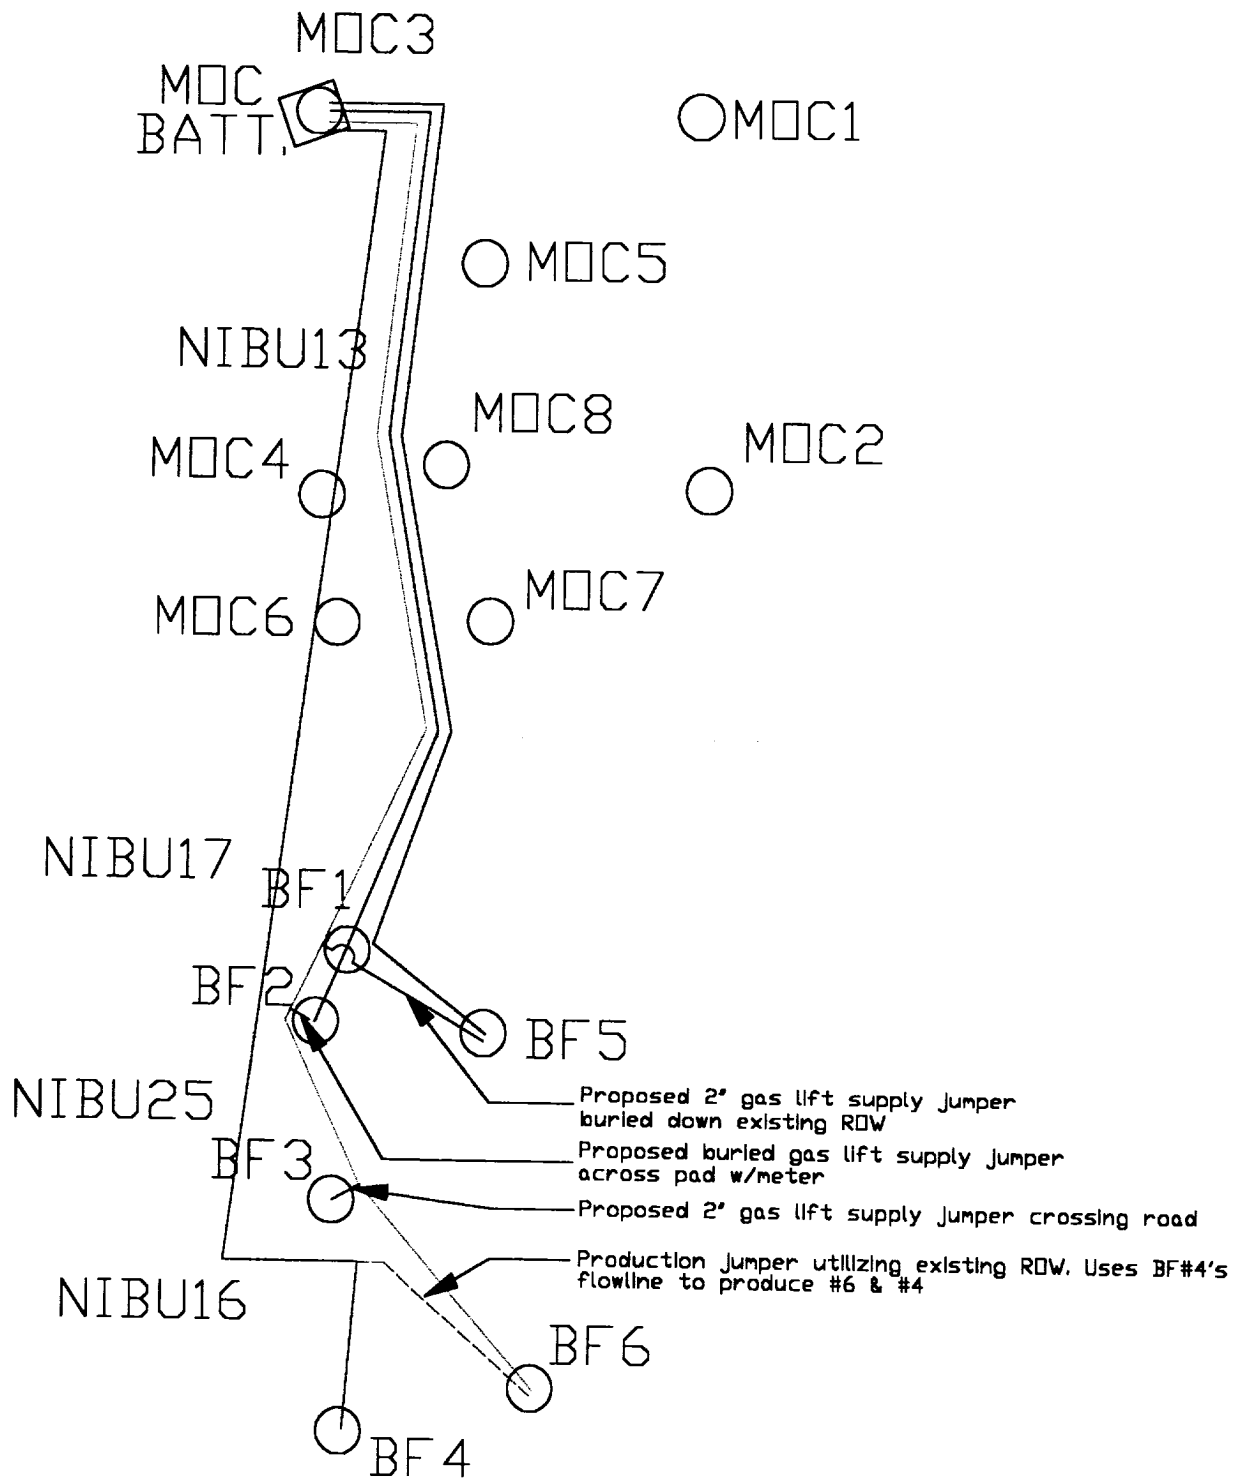 MOC3
MOC
BATT.
MOC1
MOC5
NIBU13
MOC8
MOC2
MOC4
MOC7
MOC6
NIBU17
BF1
BF2
BF5
NIBU25
Proposed 2" gas lift supply jumper
buried down existing ROW
BF3
Proposed buried gas lift supply jumper
across pad w/meter
Proposed 2" gas lift supply jumper crossing road
Production jumper utilizing existing ROW. Uses BF#4's
flowline to produce #6 & #4
NIBU16
BF6
BF4